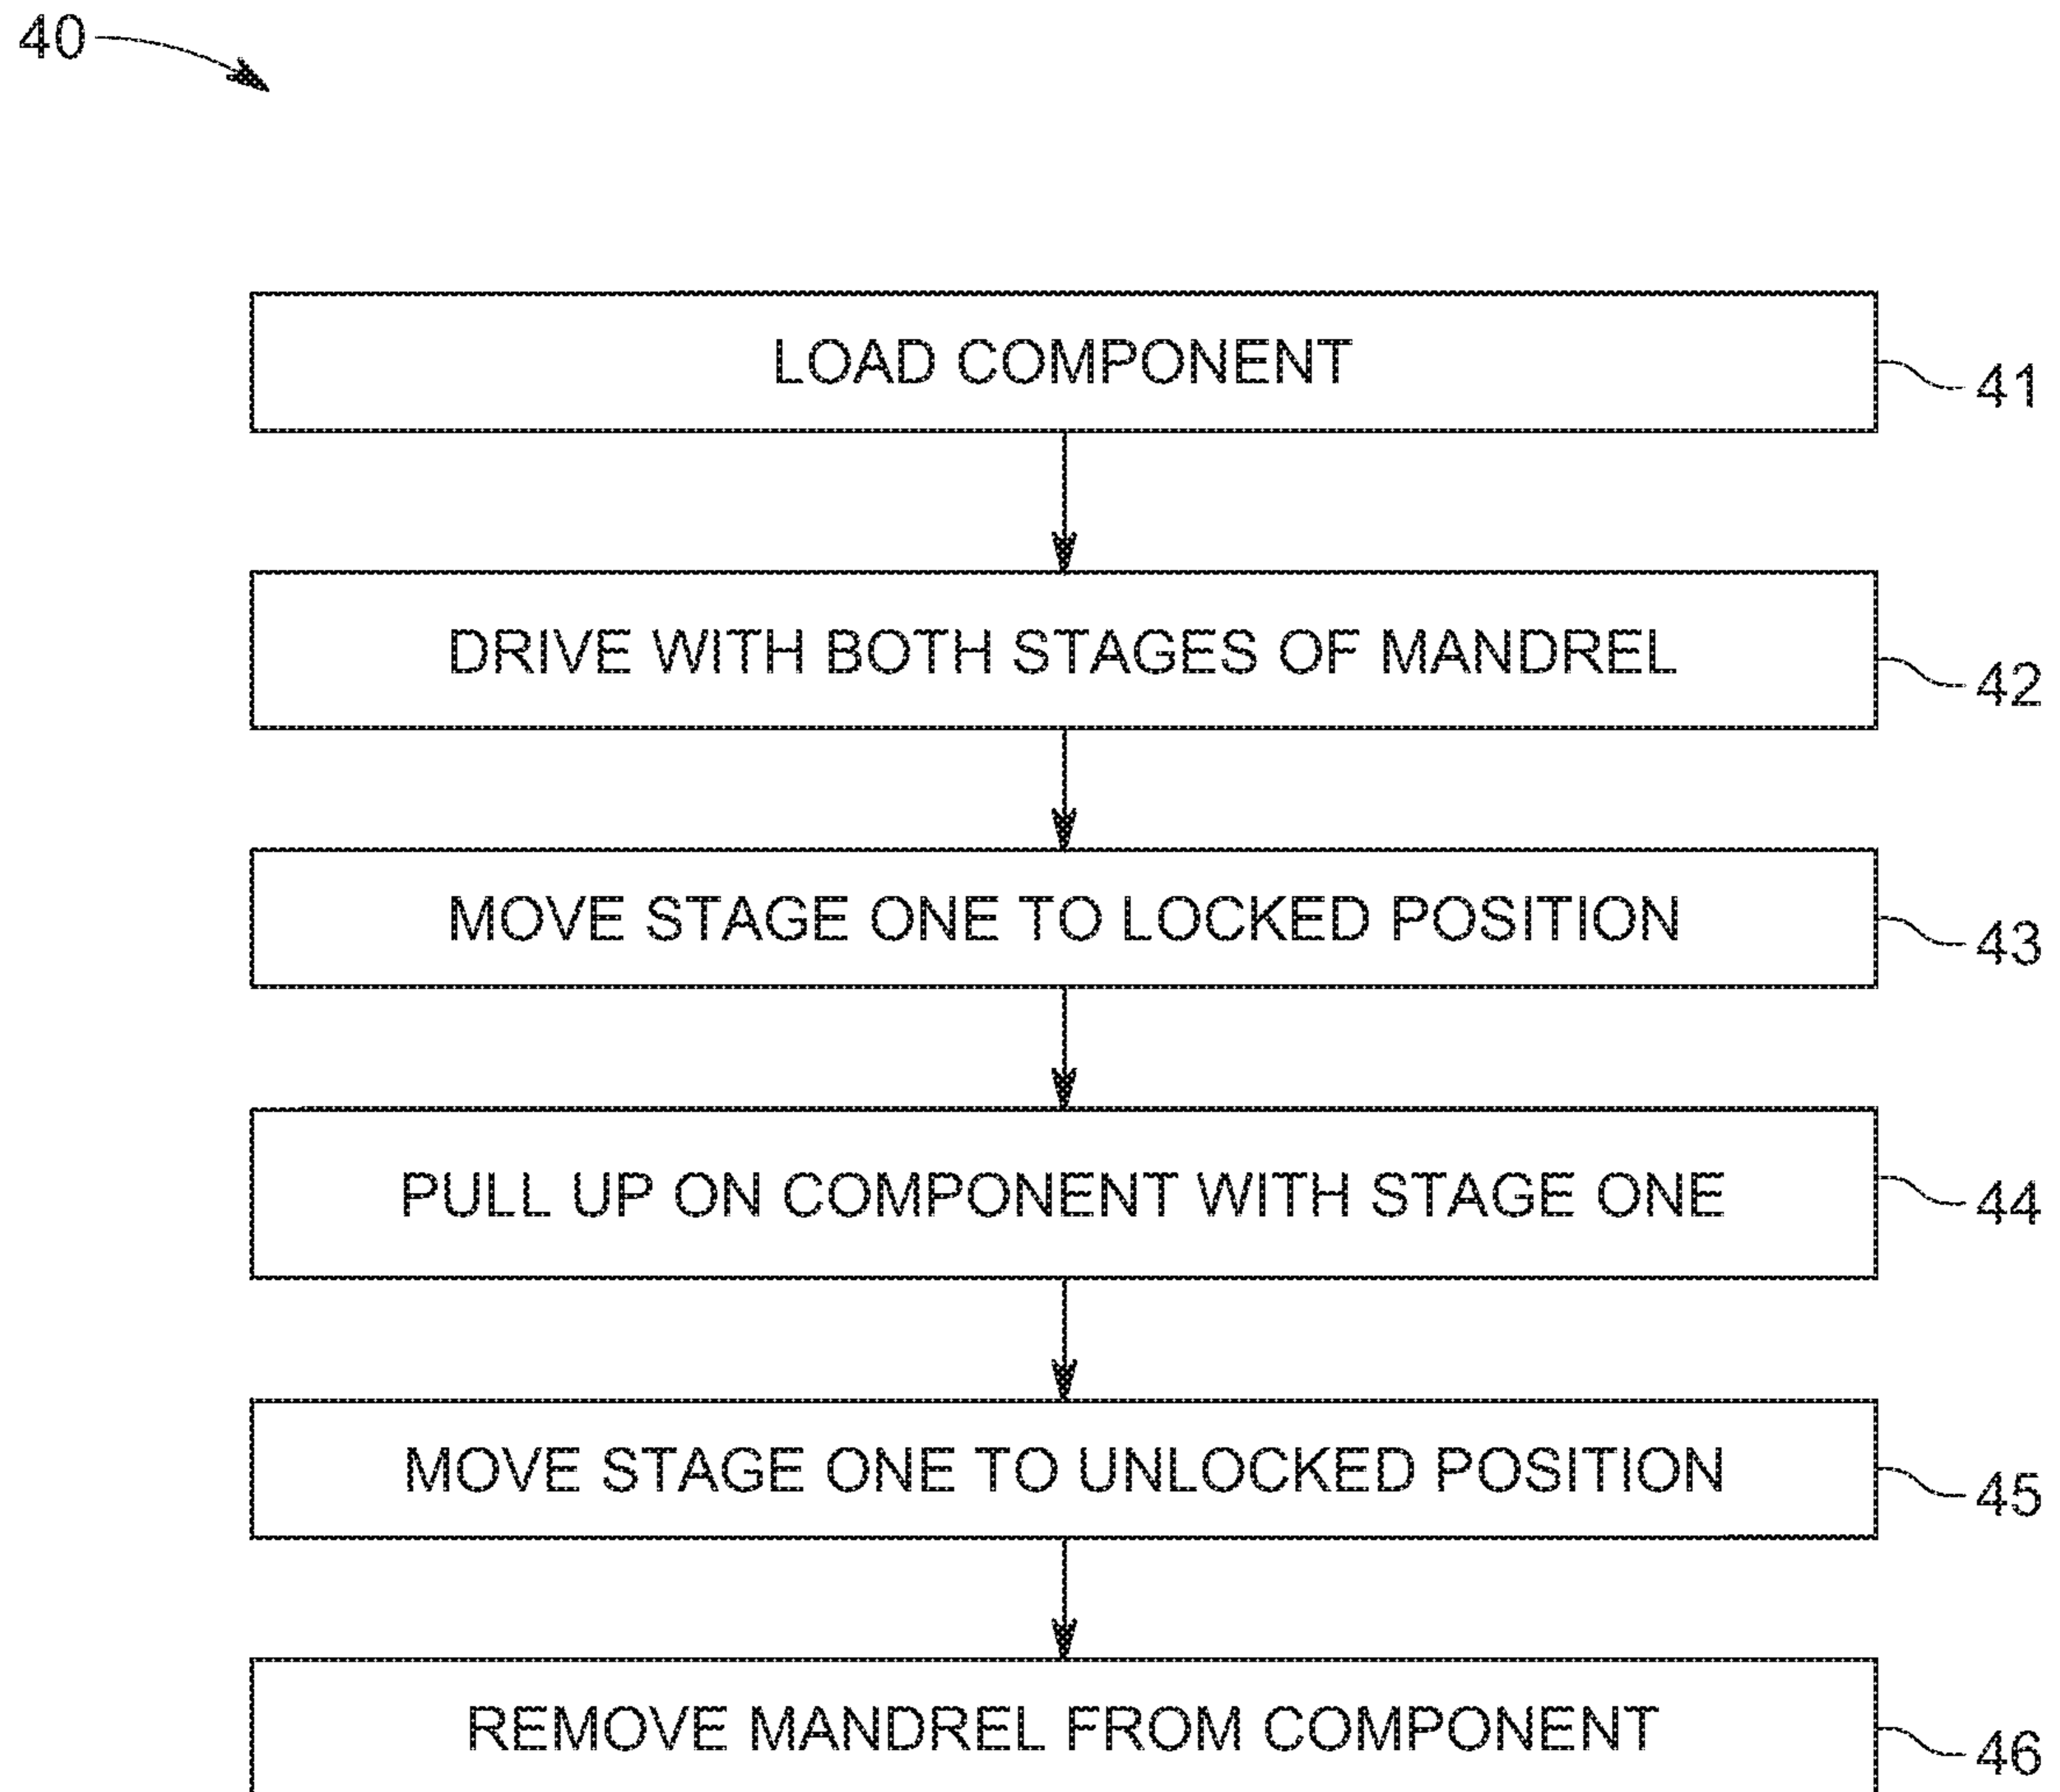 40
LOAD COMPONENT
41
DRIVE WITH BOTH STAGES OF MANDREL
42
MOVE STAGE ONE TO LOCKED POSITION
43
PULL UP ON COMPONENT WITH STAGE ONE
44
MOVE STAGE ONE TO UNLOCKED POSITION
45
REMOVE MANDREL FROM COMPONENT
46